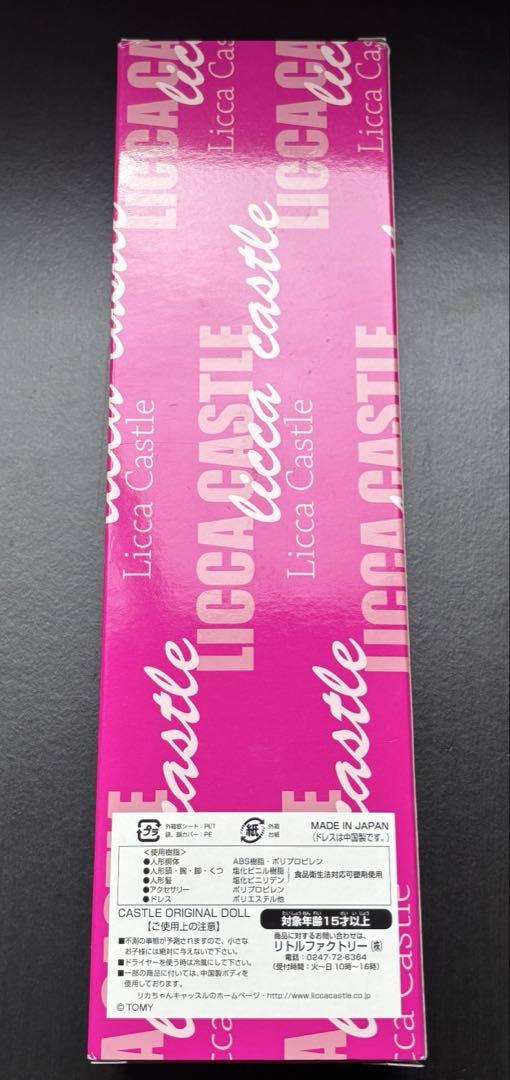 LICCA CA
lic
Licca Cas
LICCA CA
lic
Licca Cas
licca castle
LICCA CASTLE
licca castle
Licca Castle
Licca Castle
LICCA CASTLE
castle
castle
プラ
外箱窓シート：PET
袋、顔カバー：PE
紙
外箱
台紙
MADE IN JAPAN
(ドレスは中国製です。)
<使用樹脂>
●人形胴体 ABS樹脂・ポリプロピレン
●人形頭・腕・脚・くつ 塩化ビニル樹脂
●人形髪 塩化ビニリデン
食品衛生法対応可塑剤使用
●アクセサリー ポリプロピレン
●ドレス ポリエステル他
CASTLE ORIGINAL DOLL
【ご使用上の注意】
■不測の事態が予測されますので、小さな
お子様には絶対に与えないで下さい。
■ドライヤーを使う時は冷風にして下さい。
■一部の商品に付いては、中国製ボディを
使用しております。
対象年齢15才以上
商品に対するお問い合わせは、
リトルファクトリー㈱
電話：0247-72-6364
(受付時間：火～日 10時～16時)
リカちゃんキャッスルのホームページ・http://www.liccacastle.co.jp
© TOMY